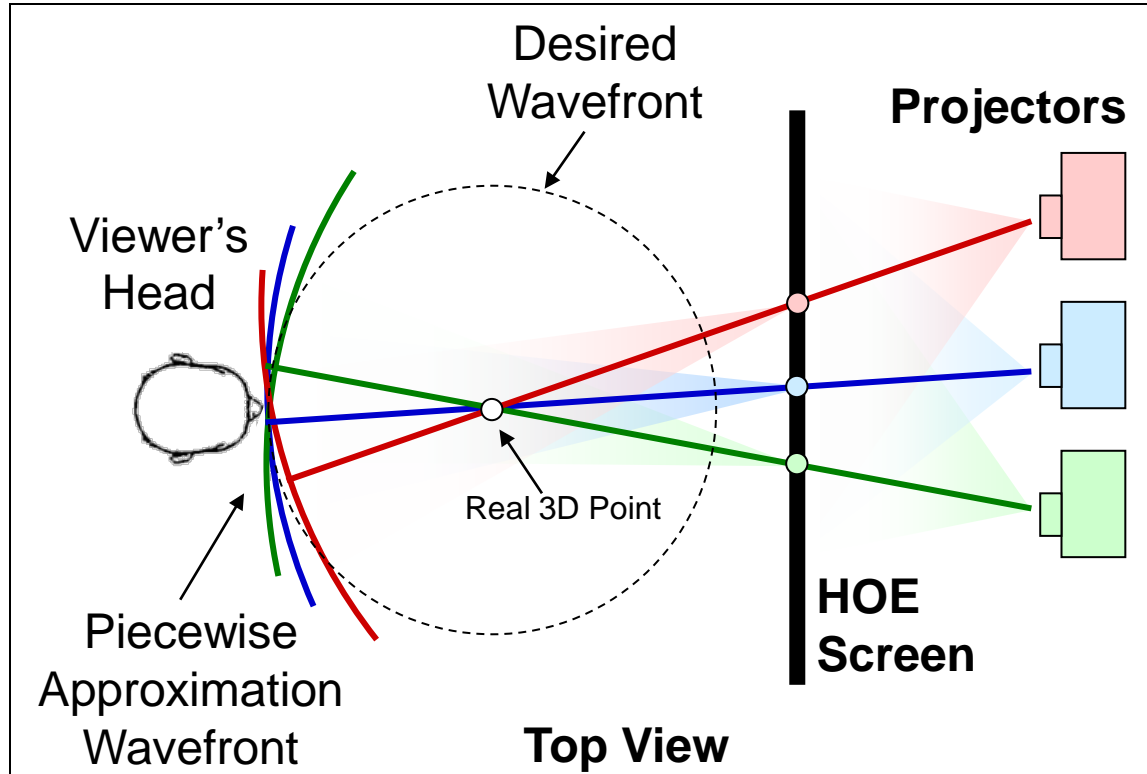 Desired
Wavefront
Projectors
Viewer's
Head
Real 3D Point
HOE
Screen
Piecewise
Approximation
Wavefront
Top View